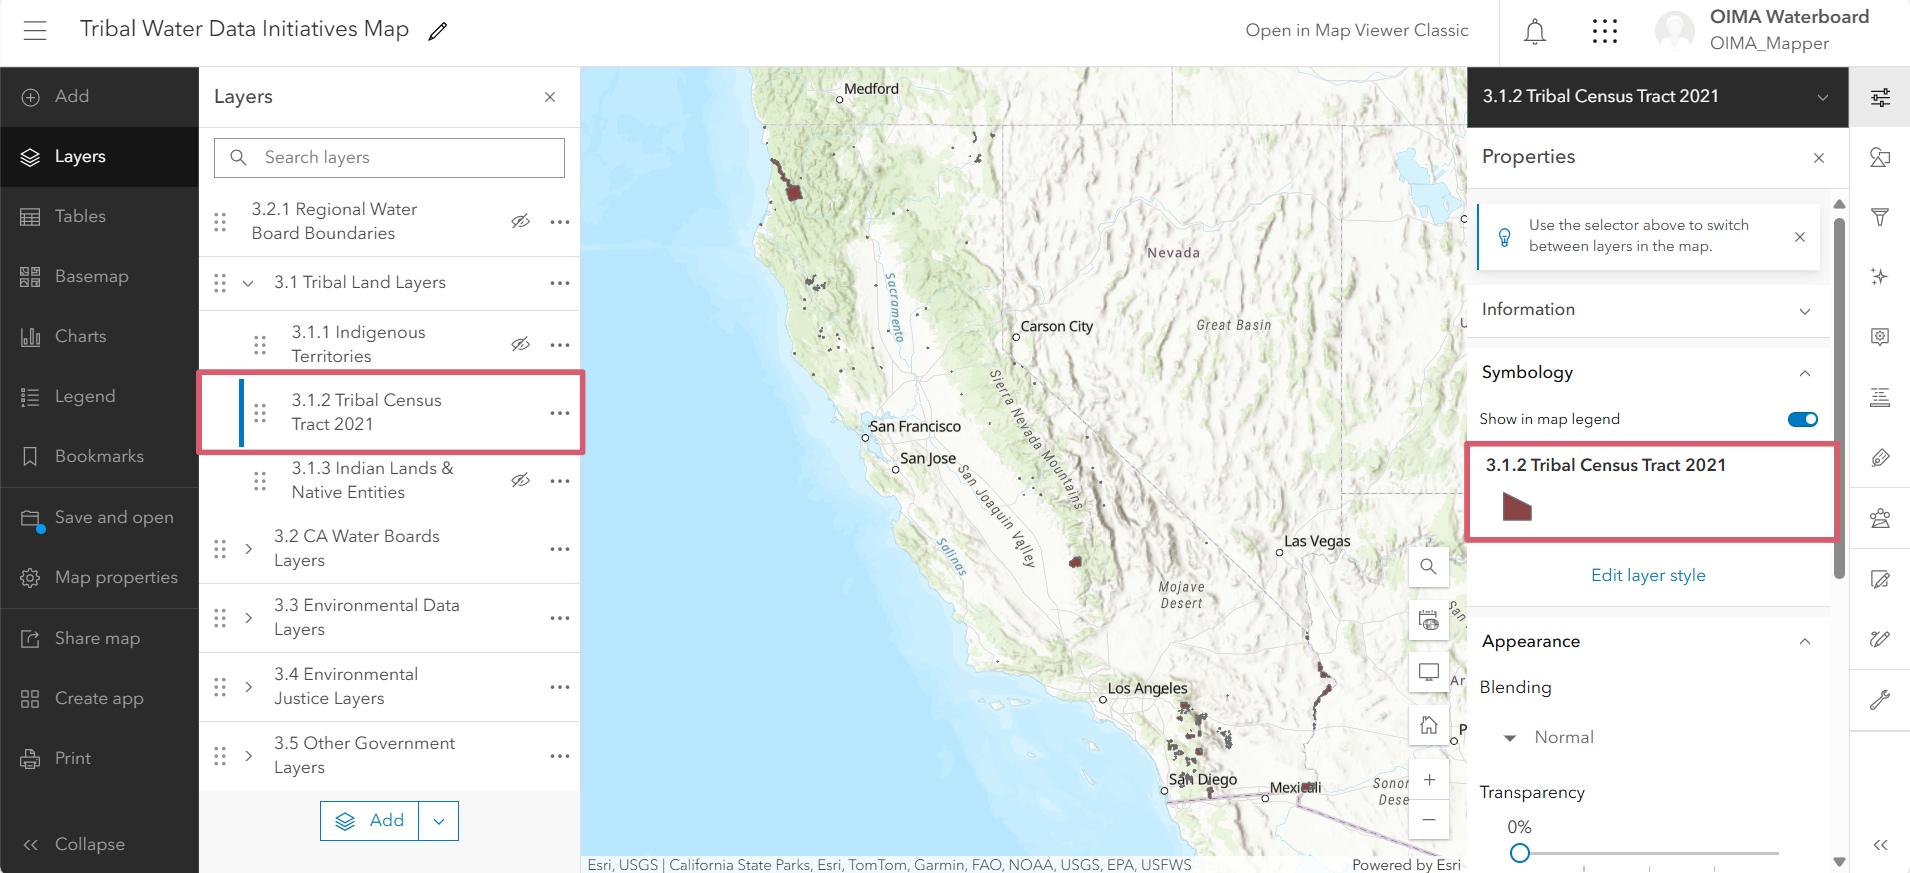 Tribal Water Data Initiatives Map
Open in Map Viewer Classic
OIMA Waterboard
OIMA_Mapper
Add
Layers
Tables
Basemap
Charts
Legend
Bookmarks
Save and open
Map properties
Share map
Create app
Print
Collapse
Layers
Search layers
3.2.1 Regional Water
Board Boundaries
3.1 Tribal Land Layers
3.1.1 Indigenous
Territories
3.1.2 Tribal Census
Tract 2021
3.1.3 Indian Lands &
Native Entities
3.2 CA Water Boards
Layers
3.3 Environmental Data
Layers
3.4 Environmental
Justice Layers
3.5 Other Government
Layers
Add
Medford
Nevada
Sacramento
Carson City
Great Basin
Sierra Nevada Mountains
San Francisco
San Jose
San Joaquin Valley
Salinas
Las Vegas
Mojave
Desert
Los Angeles
San Diego
Mexicali
Sonor
Dese
Ar
P
San
Esri, USGS | California State Parks, Esri, TomTom, Garmin, FAO, NOAA, USGS, EPA, USFWS
Powered by Esri
3.1.2 Tribal Census Tract 2021
Properties
Use the selector above to switch
between layers in the map.
Information
Symbology
Show in map legend
3.1.2 Tribal Census Tract 2021
Edit layer style
Appearance
Blending
Normal
Transparency
0%